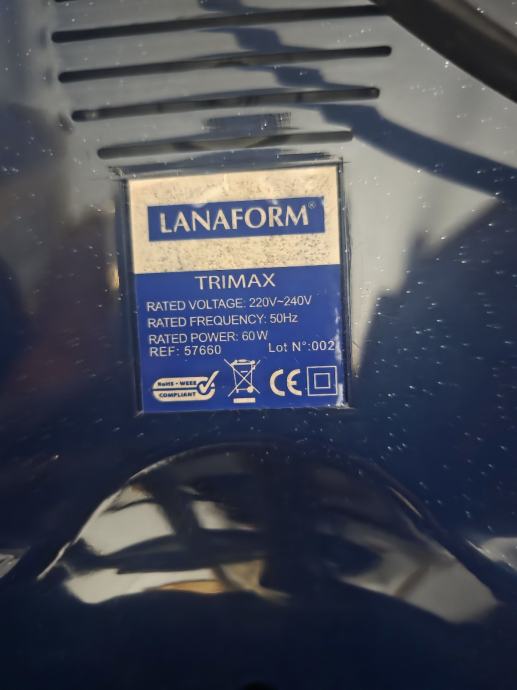 LANAFORM®
TRIMAX
RATED VOLTAGE: 220V~240V
RATED FREQUENCY: 50Hz
RATED POWER: 60W
REF: 57660 Lot N°:002
RoHS - WEEE
COMPLIANT
CE